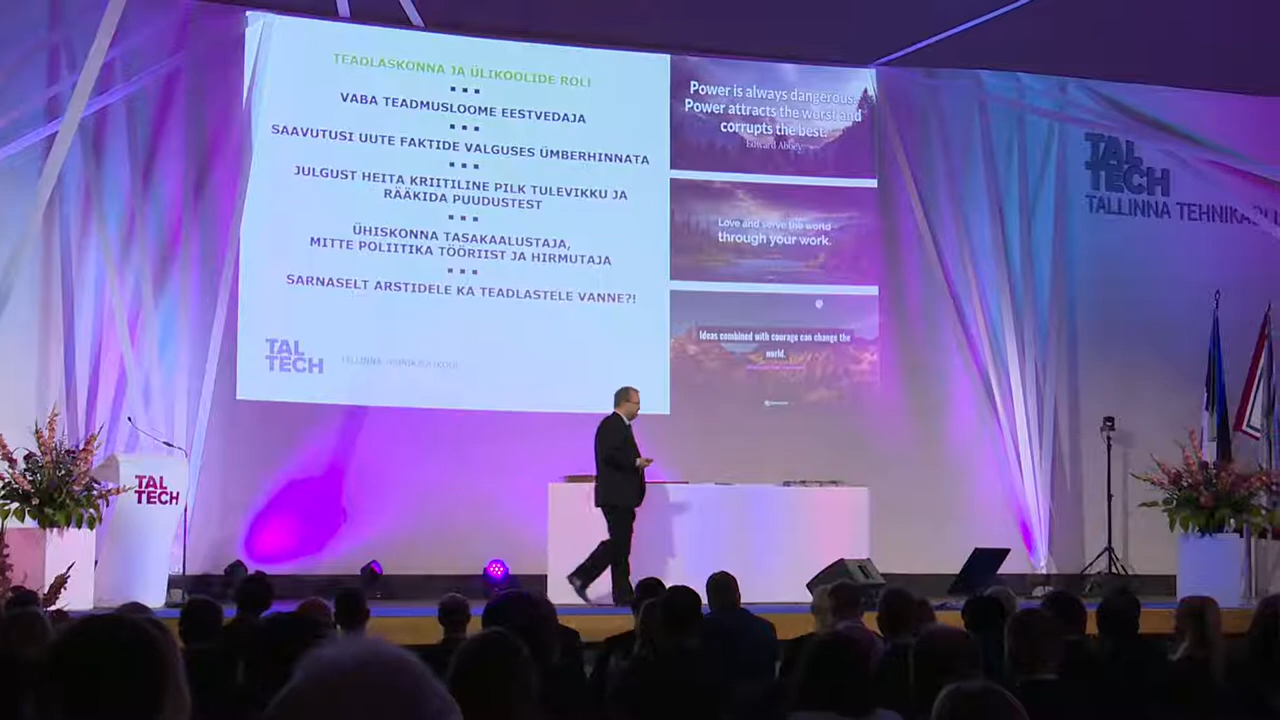 TEADLASKONNA JA ÜLIKOOLIDE ROLL
VABA TEADMUSLOOME EESTVEDAJA
SAAVUTUSI UUTE FAKTIDE VALGUSES ÜMBERHINNATA
JULGUST HEITA KRIITILINE PILK TULEVIKKU JA
RÄÄKIDA PUUDUSTEST
ÜHISKONNA TASAKAALUSTAJA,
MITTE POLIITIKA TÖÖRIIST JA HIRMUTAJA
SARNASELT ARSTIDELE KA TEADLASTELE VANNE?!
TAL
TECH
TALLINNA TEHNIKAÜLIKOOL
Power is always dangerous.
Power attracts the worst and
corrupts the best.
Edward Abbey
Love and serve the world
through your work.
Ideas combined with courage can change the
world.
TAL
TECH
TALLINNA TEHNIKA
TAL
TECH